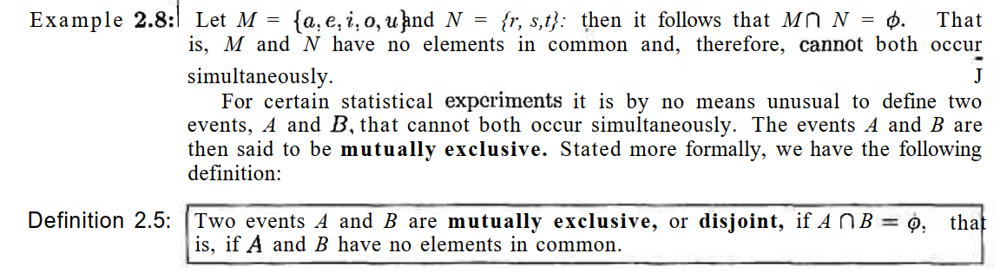 Example 2.8: Let M = {a, e, i, o, u} and N = {r, s, t}: then it follows that M ∩ N = ϕ. That
is, M and N have no elements in common and, therefore, cannot both occur
simultaneously. J
For certain statistical experiments it is by no means unusual to define two
events, A and B, that cannot both occur simultaneously. The events A and B are
then said to be mutually exclusive. Stated more formally, we have the following
definition:
Definition 2.5: Two events A and B are mutually exclusive, or disjoint, if A ∩ B = ϕ, that
is, if A and B have no elements in common.